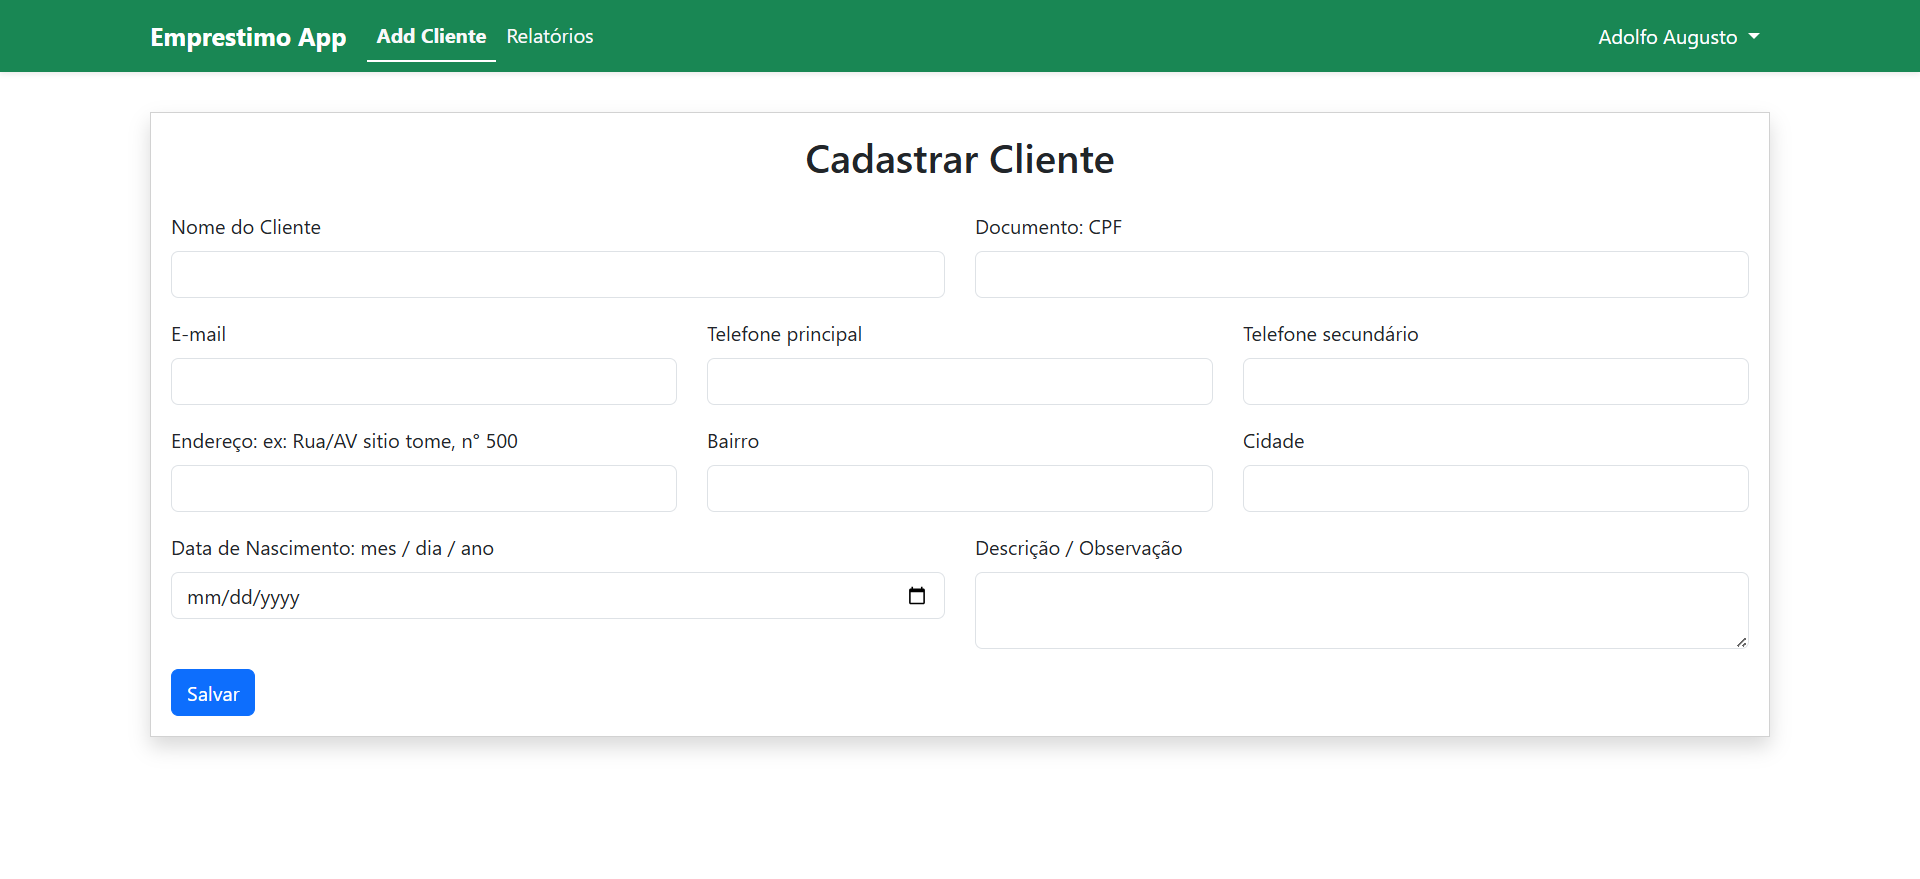 Emprestimo App Add Cliente Relatórios Adolfo Augusto
Cadastrar Cliente
Nome do Cliente Documento: CPF
E-mail Telefone principal Telefone secundário
Endereço: ex: Rua/AV sitio tome, n° 500 Bairro Cidade
Data de Nascimento: mes / dia / ano Descrição / Observação
mm/dd/yyyy
Salvar